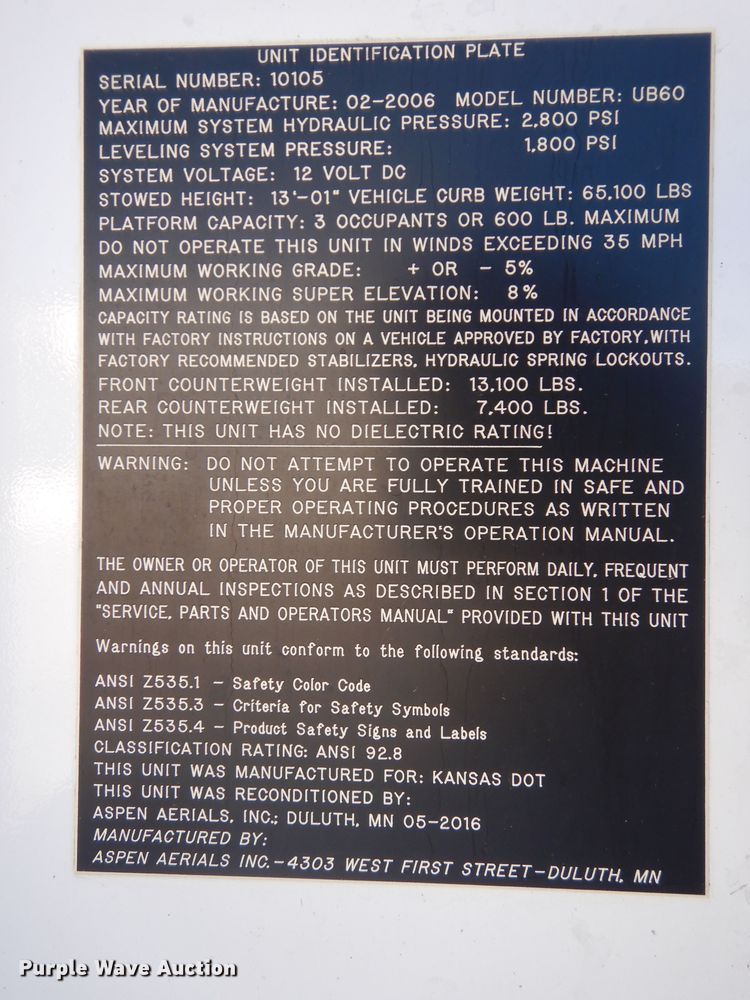 UNIT IDENTIFICATION PLATE
SERIAL NUMBER: 10105
YEAR OF MANUFACTURE: 02-2006 MODEL NUMBER: UB60
MAXIMUM SYSTEM HYDRAULIC PRESSURE: 2,800 PSI
LEVELING SYSTEM PRESSURE: 1,800 PSI
SYSTEM VOLTAGE: 12 VOLT DC
STOWED HEIGHT: 13'-01" VEHICLE CURB WEIGHT: 65,100 LBS
PLATFORM CAPACITY: 3 OCCUPANTS OR 600 LB. MAXIMUM
DO NOT OPERATE THIS UNIT IN WINDS EXCEEDING 35 MPH
MAXIMUM WORKING GRADE: + OR - 5%
MAXIMUM WORKING SUPER ELEVATION: 8%
CAPACITY RATING IS BASED ON THE UNIT BEING MOUNTED IN ACCORDANCE
WITH FACTORY INSTRUCTIONS ON A VEHICLE APPROVED BY FACTORY,WITH
FACTORY RECOMMENDED STABILIZERS, HYDRAULIC SPRING LOCKOUTS.
FRONT COUNTERWEIGHT INSTALLED: 13,100 LBS.
REAR COUNTERWEIGHT INSTALLED: 7,400 LBS.
NOTE: THIS UNIT HAS NO DIELECTRIC RATING!
WARNING: DO NOT ATTEMPT TO OPERATE THIS MACHINE
UNLESS YOU ARE FULLY TRAINED IN SAFE AND
PROPER OPERATING PROCEDURES AS WRITTEN
IN THE MANUFACTURER'S OPERATION MANUAL.
THE OWNER OR OPERATOR OF THIS UNIT MUST PERFORM DAILY, FREQUENT
AND ANNUAL INSPECTIONS AS DESCRIBED IN SECTION 1 OF THE
"SERVICE, PARTS AND OPERATORS MANUAL" PROVIDED WITH THIS UNIT
Warnings on this unit conform to the following standards:
ANSI Z535.1 - Safety Color Code
ANSI Z535.3 - Criteria for Safety Symbols
ANSI Z535.4 - Product Safety Signs and Labels
CLASSIFICATION RATING: ANSI 92.8
THIS UNIT WAS MANUFACTURED FOR: KANSAS DOT
THIS UNIT WAS RECONDITIONED BY:
ASPEN AERIALS, INC.; DULUTH, MN 05-2016
MANUFACTURED BY:
ASPEN AERIALS INC.-4303 WEST FIRST STREET-DULUTH, MN
Purple Wave Auction